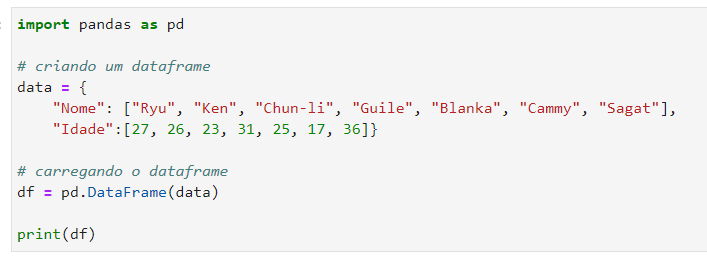 import pandas as pd
# criando um dataframe
data = {
"Nome": ["Ryu", "Ken", "Chun-li", "Guile", "Blanka", "Cammy", "Sagat"],
"Idade":[27, 26, 23, 31, 25, 17, 36]}
# carregando o dataframe
df = pd.DataFrame(data)
print(df)